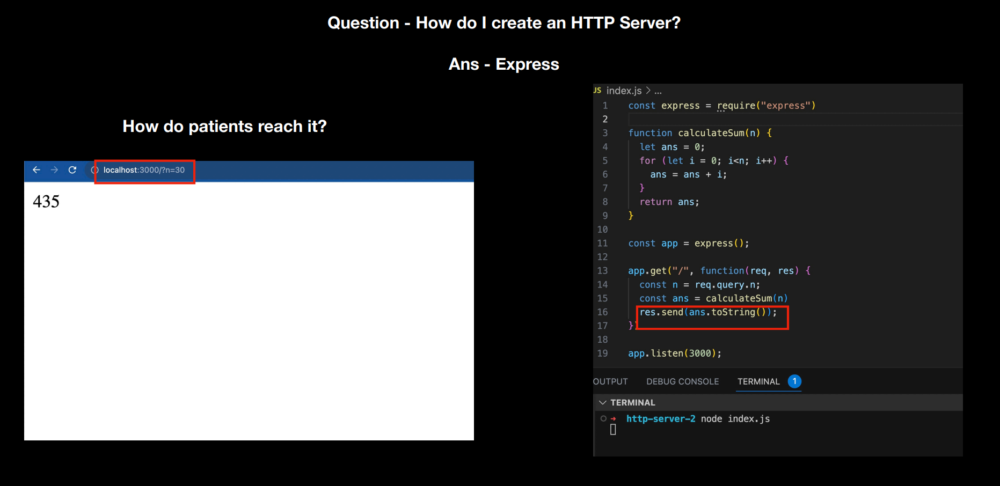 Question - How do I create an HTTP Server?
Ans - Express
How do patients reach it?
localhost:3000/?n=30
435
JS index.js > ...
1 const express = require("express")
2
3 function calculateSum(n) {
4 let ans = 0;
5 for (let i = 0; i<n; i++) {
6 ans = ans + i;
7 }
8 return ans;
9 }
10
11 const app = express();
12
13 app.get("/", function(req, res) {
14 const n = req.query.n;
15 const ans = calculateSum(n)
16 res.send(ans.toString());
17 })
18
19 app.listen(3000);
OUTPUT DEBUG CONSOLE TERMINAL 1
TERMINAL
http-server-2 node index.js